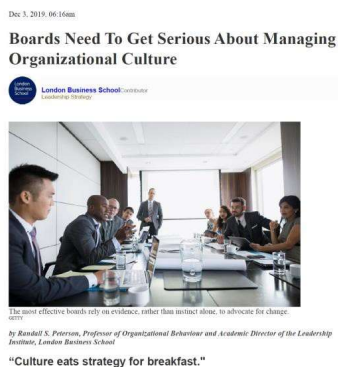 Dec 3, 2019, 06:16am
Boards Need To Get Serious About Managing
Organizational Culture
London
Business
School
London Business School Contributor
Leadership Strategy
The most effective boards rely on evidence, rather than instinct alone, to advocate for change.
GETTY
by Randall S. Peterson, Professor of Organizational Behaviour and Academic Director of the Leadership
Institute, London Business School
“Culture eats strategy for breakfast."